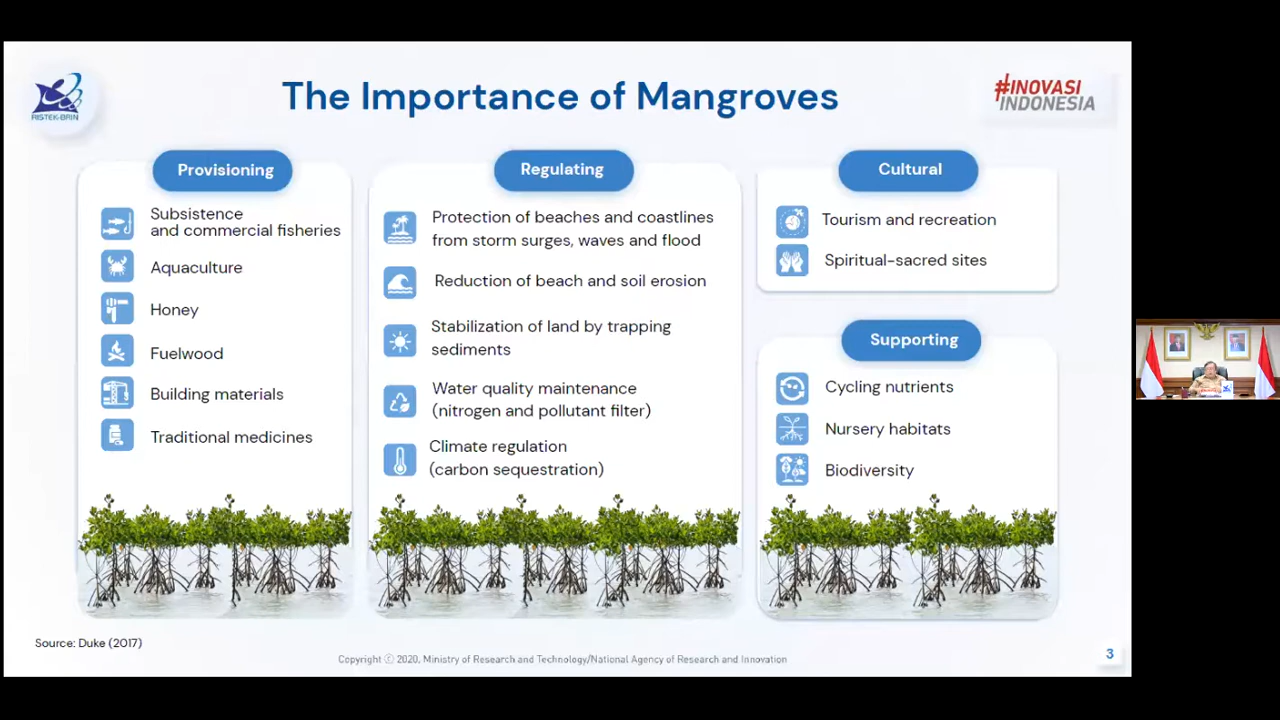 The Importance of Mangroves
RISTEK-BRIN
#INOVASI
INDONESIA
Provisioning
Subsistence
and commercial fisheries
Aquaculture
Honey
Fuelwood
Building materials
Traditional medicines
Regulating
Protection of beaches and coastlines
from storm surges, waves and flood
Reduction of beach and soil erosion
Stabilization of land by trapping
sediments
Water quality maintenance
(nitrogen and pollutant filter)
Climate regulation
(carbon sequestration)
Cultural
Tourism and recreation
Spiritual-sacred sites
Supporting
Cycling nutrients
Nursery habitats
Biodiversity
Source: Duke (2017)
Copyright ⓒ 2020, Ministry of Research and Technology/National Agency of Research and Innovation
3